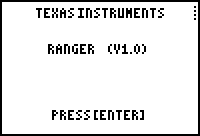 TEXAS INSTRUMENTS
RANGER (V1.0)
PRESS[ENTER]